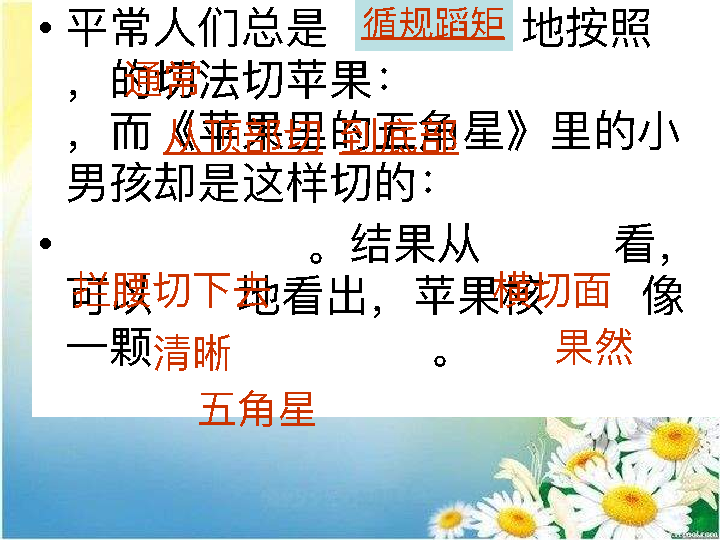 • 平常人们总是 循规蹈矩 地按照
，的切法切苹果：
通常
，而《苹果里的五角星》里的小
从顶部切 到底部
男孩却是这样切的：
• 。结果从 看，
可以 地看出，苹果核 像
拦腰切下去 横切面
一颗 。
清晰 果然
五角星